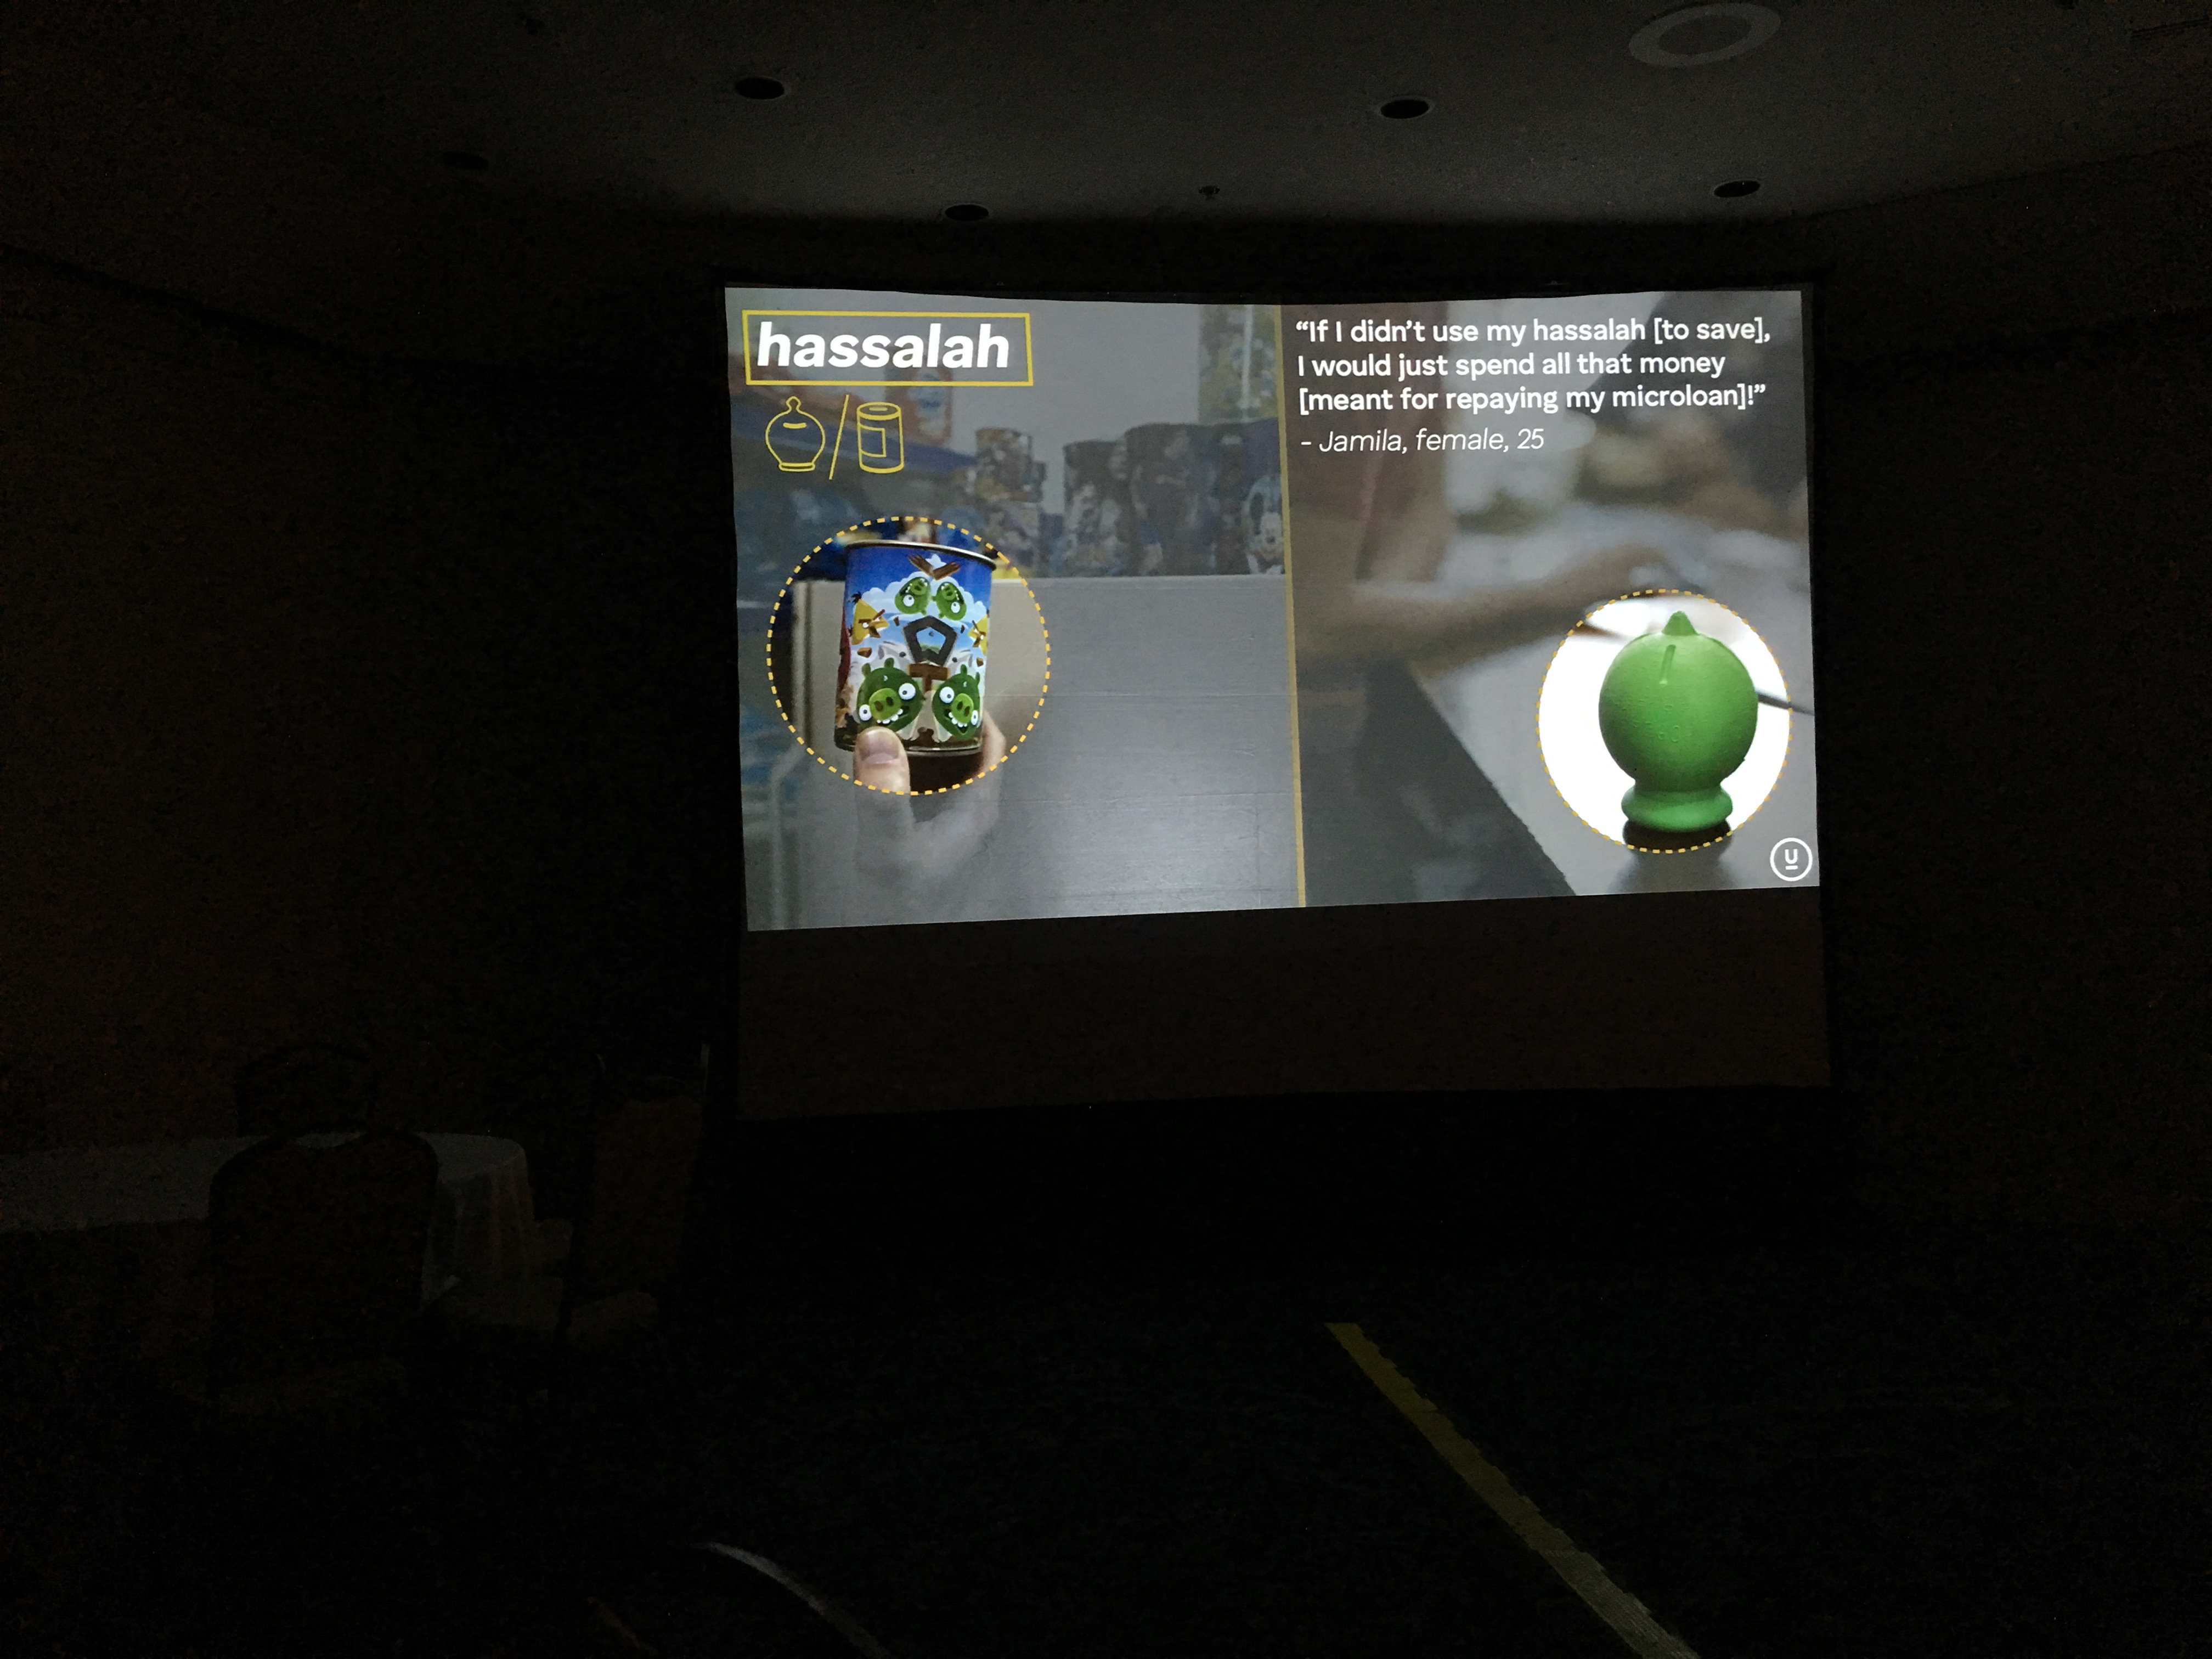 hassalah
“If I didn’t use my hassalah [to save],
I would just spend all that money
[meant for repaying my microloan]!”
- Jamila, female, 25
U